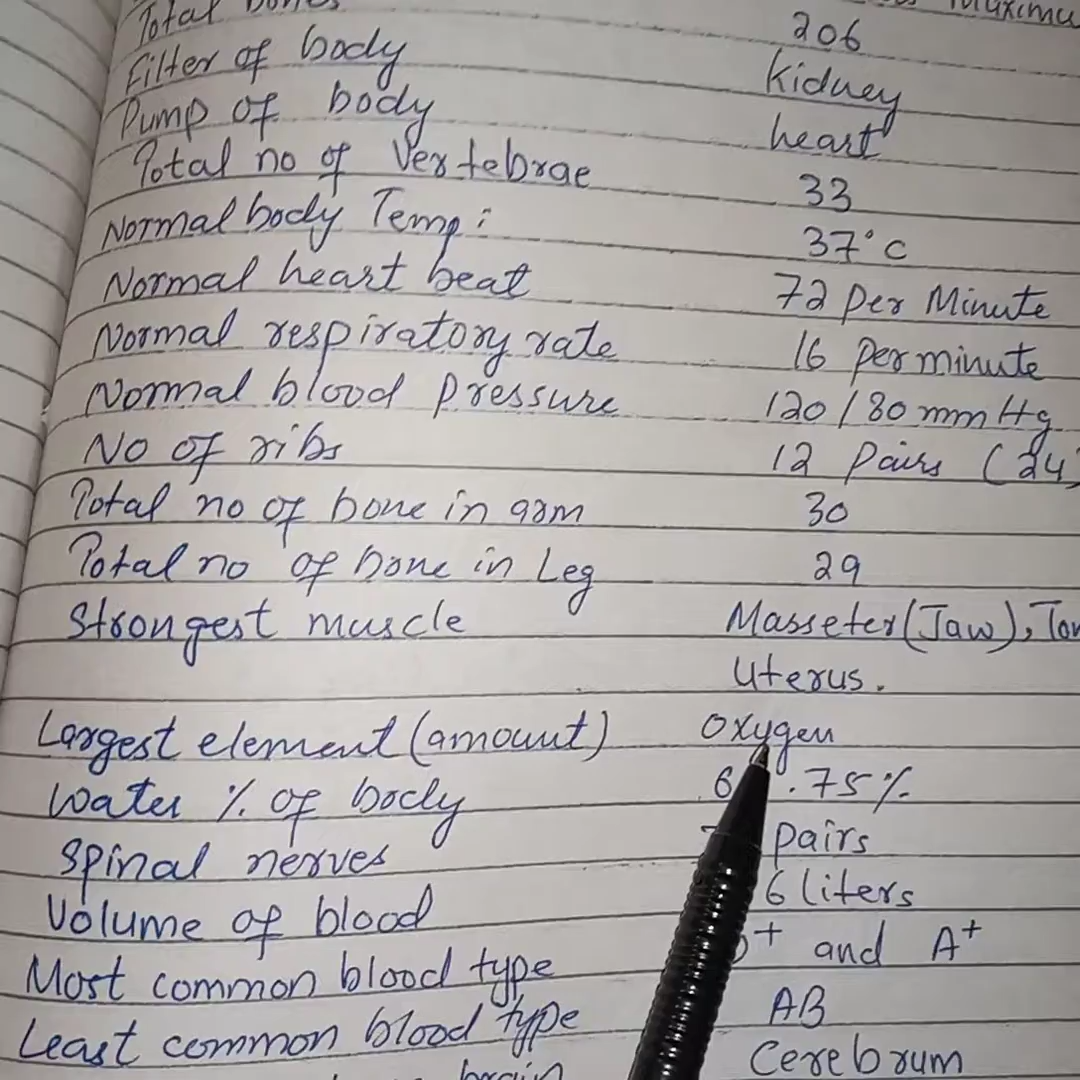 Total bones 206
Filter of body Kidney
Pump of body heart
Total no of Vertebrae 33
Normal body Temp: 37°c
Normal heart beat 72 Per Minute
Normal respiratory rate 16 Per minute
Normal blood Pressure 120/80 mm Hg
No of ribs 12 Pairs (24)
Total no of bone in arm 30
Total no of bone in Leg 29
Strongest muscle Masseter (Jaw),
Uterus.
Largest element (amount) Oxygen
Water % of body 75%
Spinal nerves pairs
Volume of blood 6 liters
Most common blood type + and A+
Least common blood type AB
brain Cerebrum